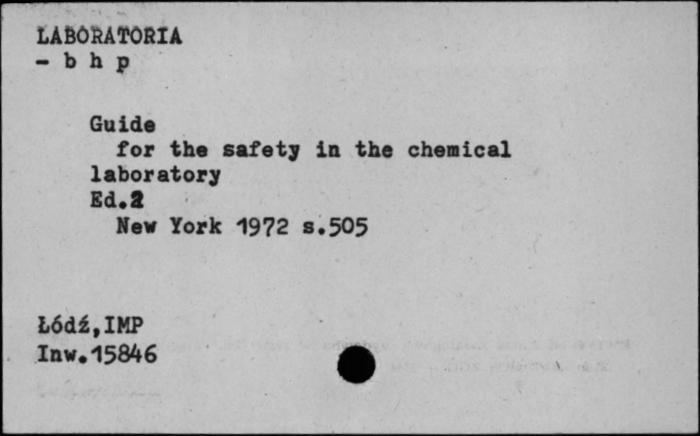 LABORATORIA
- b h p
Guide
for the safety in the chemical
laboratory
Ed.2
New York 1972 s.505
Łódź,IMP
Inw.15846